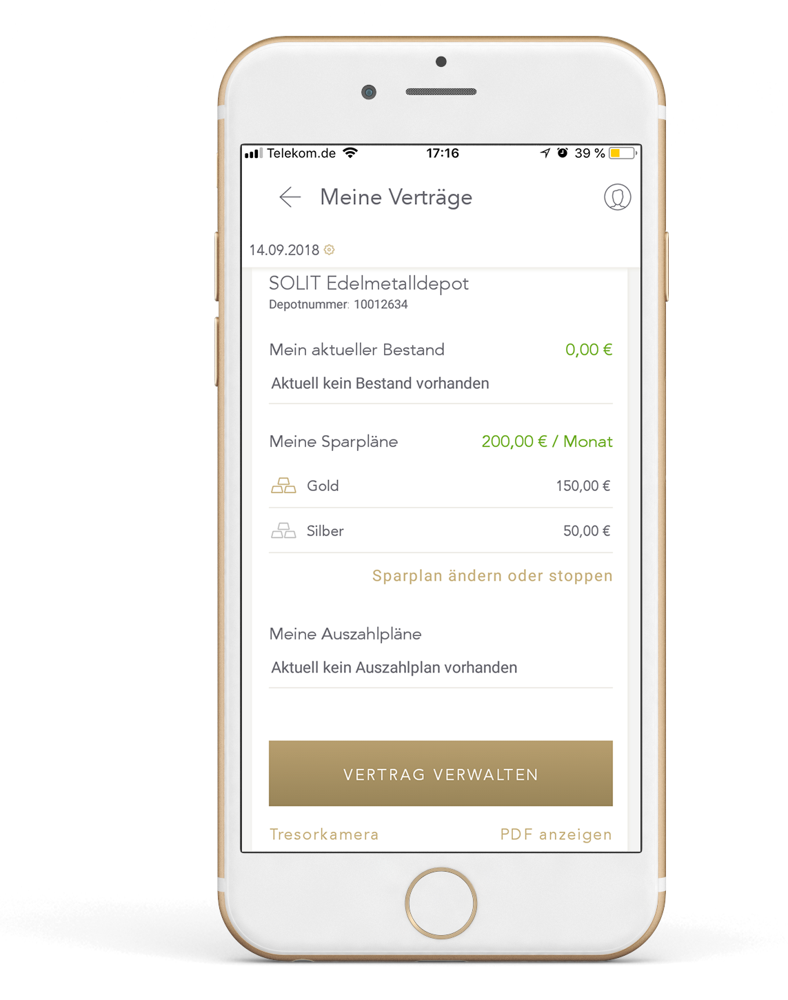 Telekom.de 17:16 39 %
Meine Verträge
14.09.2018
SOLIT Edelmetalldepot
Depotnummer: 10012634
Mein aktueller Bestand 0,00 €
Aktuell kein Bestand vorhanden
Meine Sparpläne 200,00 € / Monat
Gold 150,00 €
Silber 50,00 €
Sparplan ändern oder stoppen
Meine Auszahlpläne
Aktuell kein Auszahlplan vorhanden
VERTRAG VERWALTEN
Tresorkamera PDF anzeigen